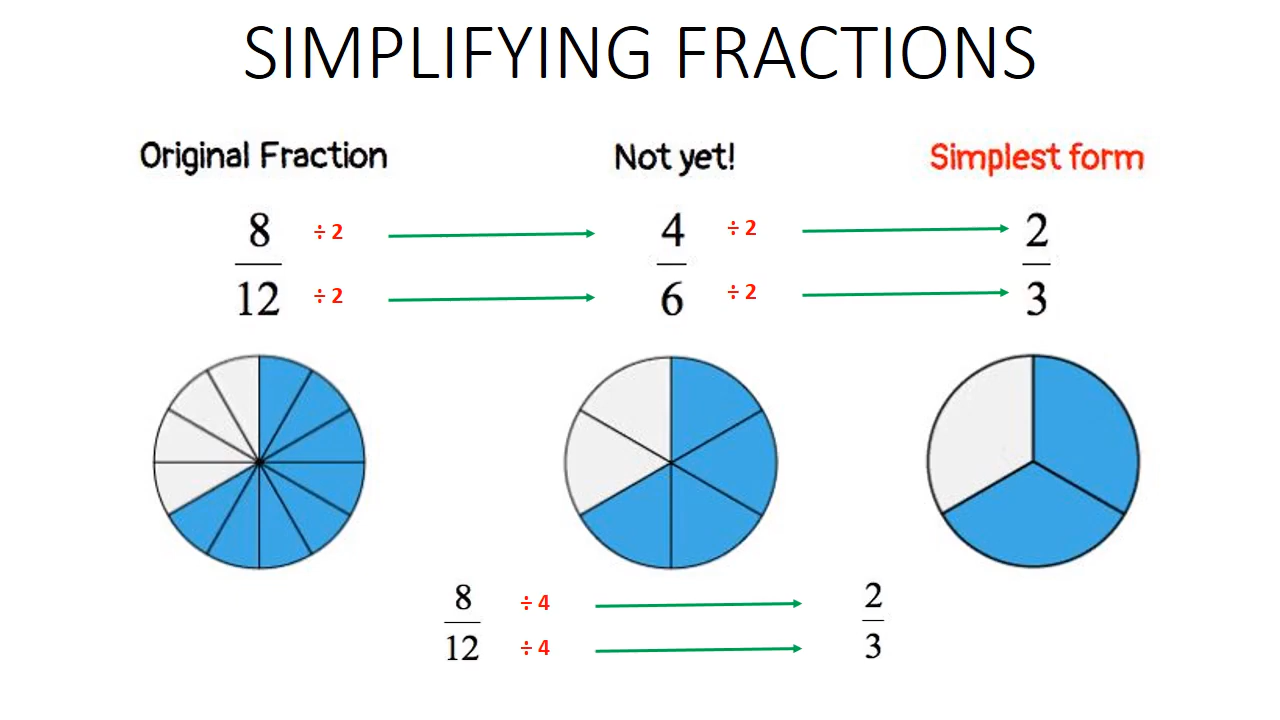 SIMPLIFYING FRACTIONS
Original Fraction Not yet! Simplest form
8 ÷ 2 4 ÷ 2 2
12 ÷ 2 6 ÷ 2 3
8 ÷ 4 2
12 ÷ 4 3